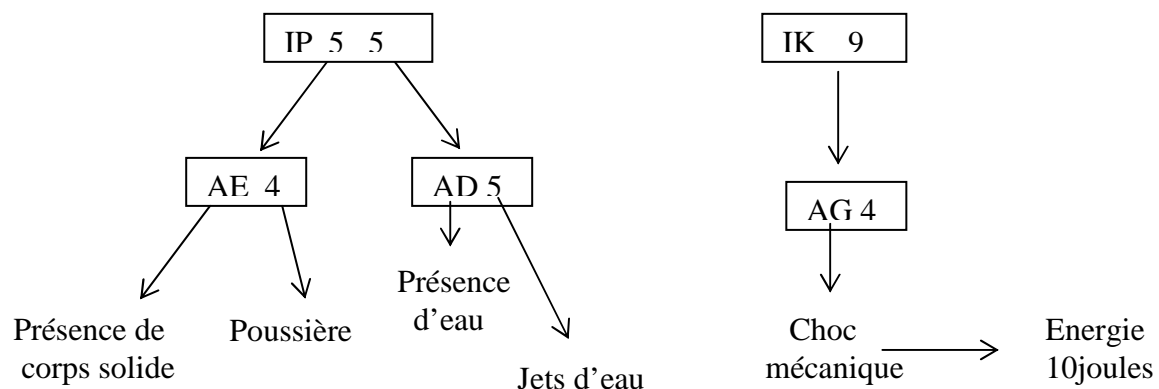 IP 5 5
IK 9
AE 4
AD 5
AG 4
Présence de
corps solide
Poussière
Présence
d’eau
Jets d’eau
Choc
mécanique
Energie
10joules